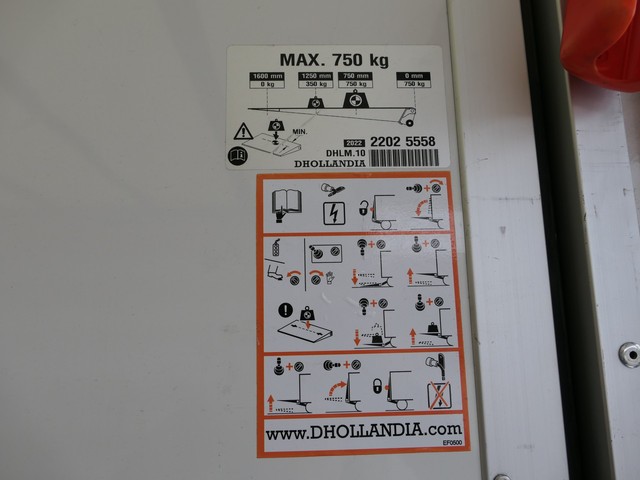 MAX. 750 kg
1600 mm 1250 mm 750 mm 0 mm
0 kg 350 kg 750 kg 750 kg
MIN.
2022 2202 5558
DHLM.10
DHOLLANDIA
www.DHOLLANDIA.com
EF0500